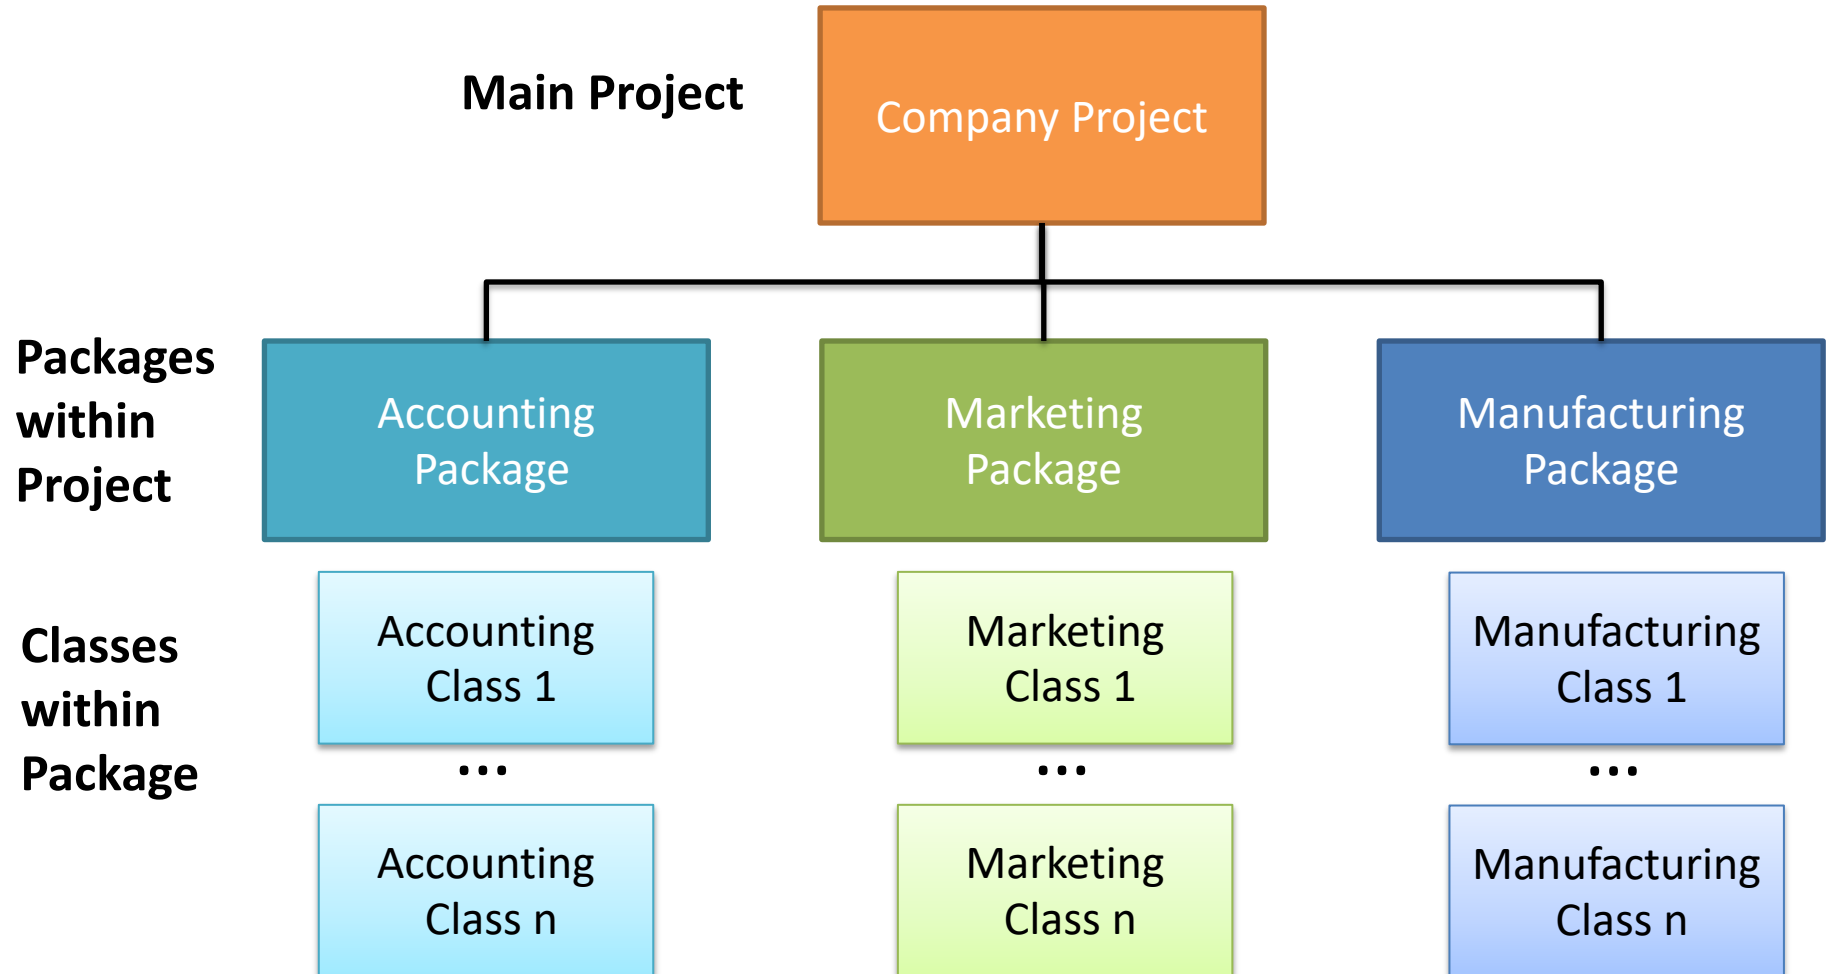 Main Project
Company Project
Packages
within
Project
Accounting
Package
Marketing
Package
Manufacturing
Package
Classes
within
Package
Accounting
Class 1
Marketing
Class 1
Manufacturing
Class 1
...
...
...
Accounting
Class n
Marketing
Class n
Manufacturing
Class n